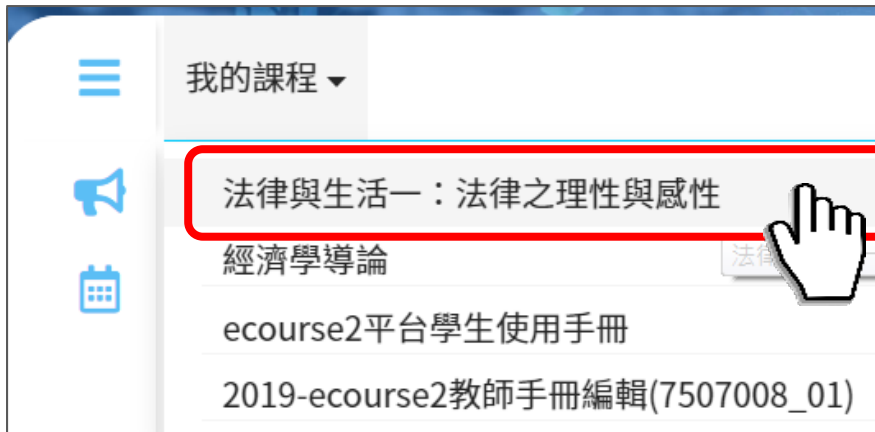 我的課程
法律與生活一：法律之理性與感性
經濟學導論
ecourse2平台學生使用手冊
2019-ecourse2教師手冊編輯(7507008_01)